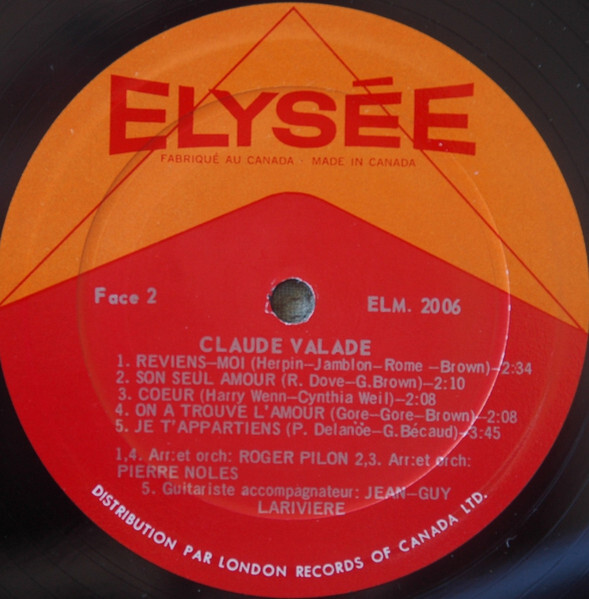 ELYSÉE
FABRIQUÉ AU CANADA · MADE IN CANADA
Face 2
ELM. 2006
CLAUDE VALADE
1. REVIENS—MOI (Herpin—Jamblon—Rome —Brown)—2:34
2. SON SEUL AMOUR (R. Dove—G.Brown)—2:10
3. COEUR (Harry Wenn—Cynthia Weil)—2:08
4. ON A TROUVE L'AMOUR (Gore—Gore—Brown)—2:08
5. JE T'APPARTIENS (P. Delanöe—G.Bécaud)—3:45
1,4. Arr:et orch: ROGER PILON 2,3. Arr:et orch:
PIERRE NOLES
5. Guitariste accompagnateur: JEAN—GUY
LARIVIERE
DISTRIBUTION PAR LONDON RECORDS OF CANADA LTD.